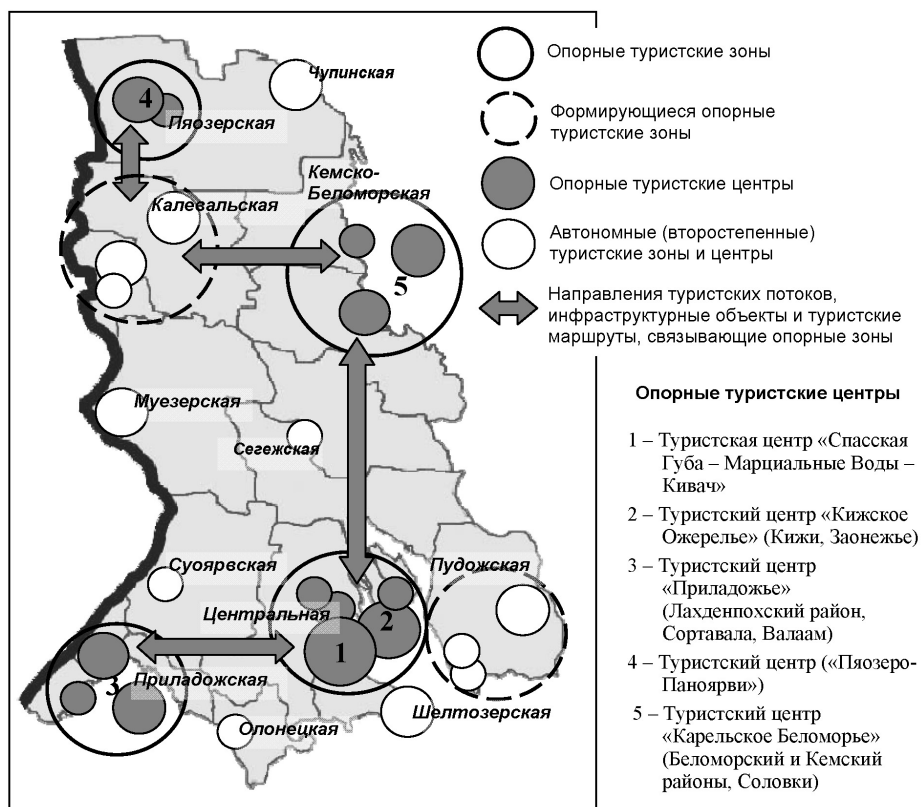 Чупинская
4
Пяозерская
Кемско-
Беломорская
Калевальская
5
Муезерская
Сегежская
Суоярвская
Пудожская
Центральная
2
1
3
Приладожская
Шелтозерская
Олонецкая
Опорные туристские зоны
Формирующиеся опорные
туристские зоны
Опорные туристские центры
Автономные (второстепенные)
туристские зоны и центры
Направления туристских потоков,
инфраструктурные объекты и туристские
маршруты, связывающие опорные зоны
Опорные туристские центры
1 – Туристская центр «Спасская
Губа – Марциальные Воды –
Кивач»
2 – Туристский центр «Кижское
Ожерелье» (Кижи, Заонежье)
3 – Туристский центр
«Приладожье»
(Лахденпохский район,
Сортавала, Валаам)
4 – Туристский центр («Пяозеро-
Паноярви»)
5 – Туристский центр
«Карельское Беломорье»
(Беломорский и Кемский
районы, Соловки)